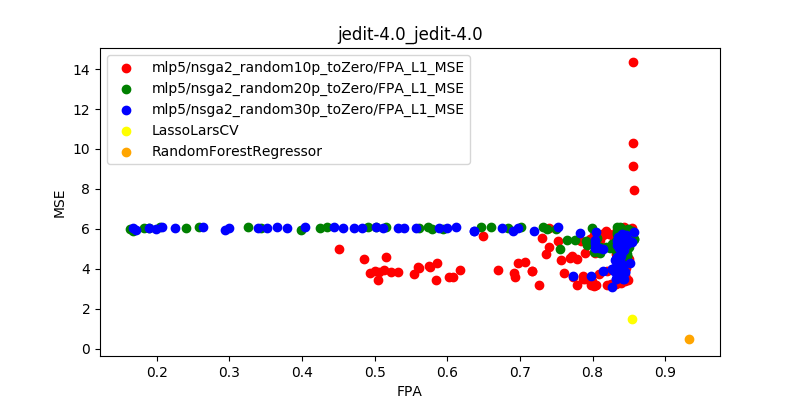 jedit-4.0_jedit-4.0
mlp5/nsga2_random10p_toZero/FPA_L1_MSE
mlp5/nsga2_random20p_toZero/FPA_L1_MSE
mlp5/nsga2_random30p_toZero/FPA_L1_MSE
LassoLarsCV
RandomForestRegressor
MSE
14
12
10
8
6
4
2
0
0.2 0.3 0.4 0.5 0.6 0.7 0.8 0.9
FPA